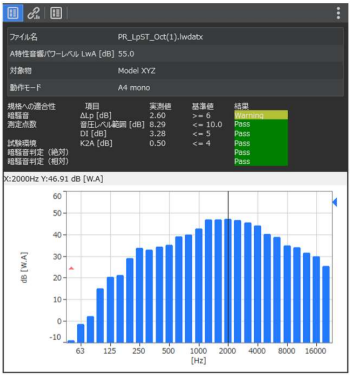 ファイル名 PR_LpST_Oct(1).lwdatx
A特性音響パワーレベル LwA [dB] 55.0
対象物 Model XYZ
動作モード A4 mono
規格への適合性 項目 実測値 基準値 結果
暗騒音 ΔLp [dB] 2.60 >= 6 Warning
測定点数 音圧レベル範囲 [dB] 8.29 <= 10.0 Pass
DI [dB] 3.28 <= 5 Pass
試験環境 K2A [dB] 0.50 <= 4 Pass
暗騒音判定（絶対） Pass
暗騒音判定（相対） Pass
X:2000Hz Y:46.91 dB [W.A]
60
50
40
30
20
10
0
-10
dB [W.A]
63 125 250 500 1000 2000 4000 8000 16000
[Hz]